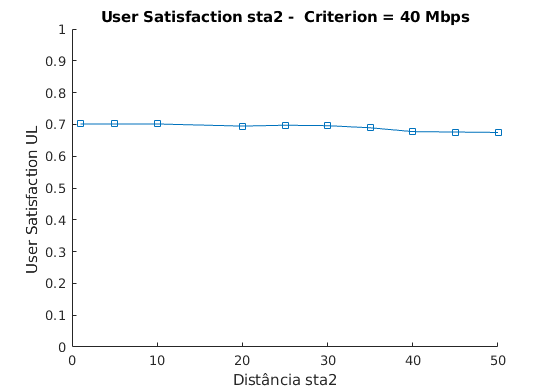 User Satisfaction sta2 -  Criterion = 40 Mbps
1
0.9
0.8
0.7
0.6
0.5
0.4
0.3
0.2
0.1
0
User Satisfaction UL
0 10 20 30 40 50
Distância sta2